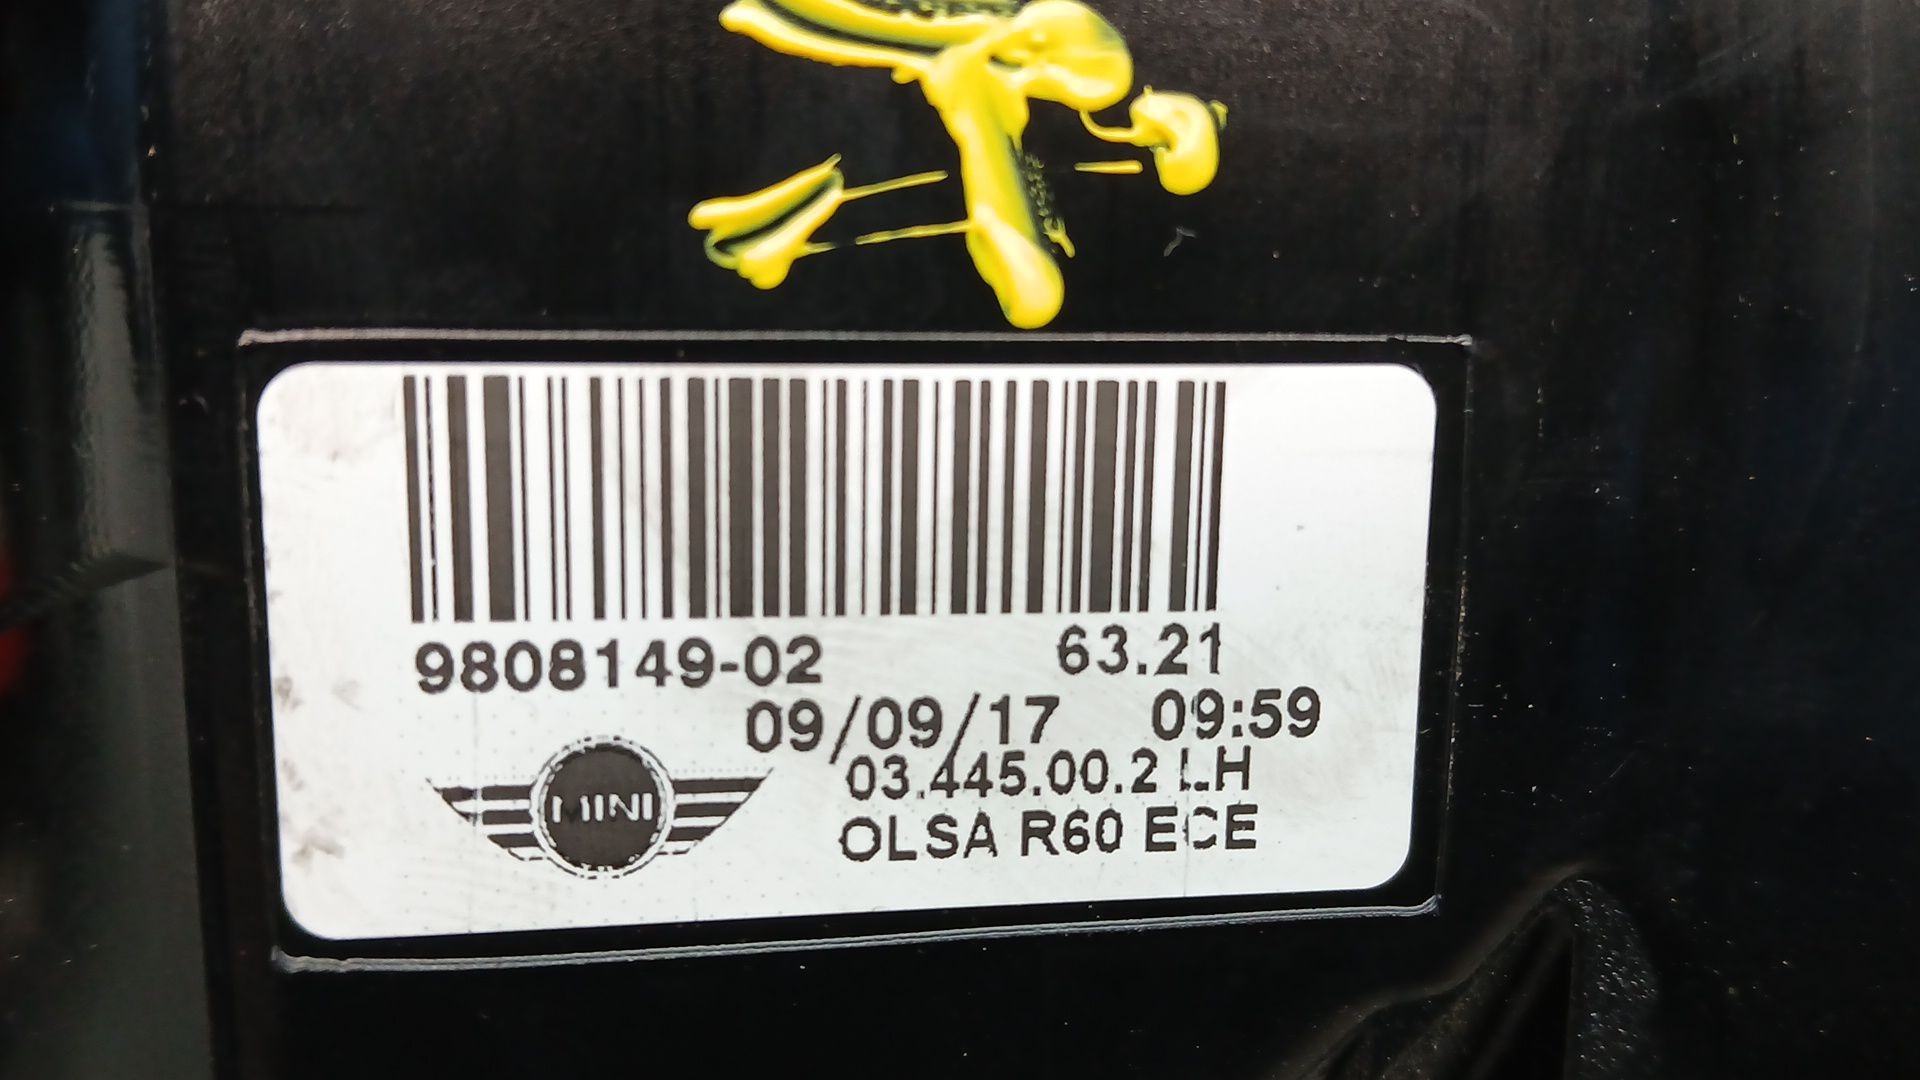 9808149-02 63.21
09/09/17 09:59
03.445.00.2 LH
MINI
OLSA R60 ECE